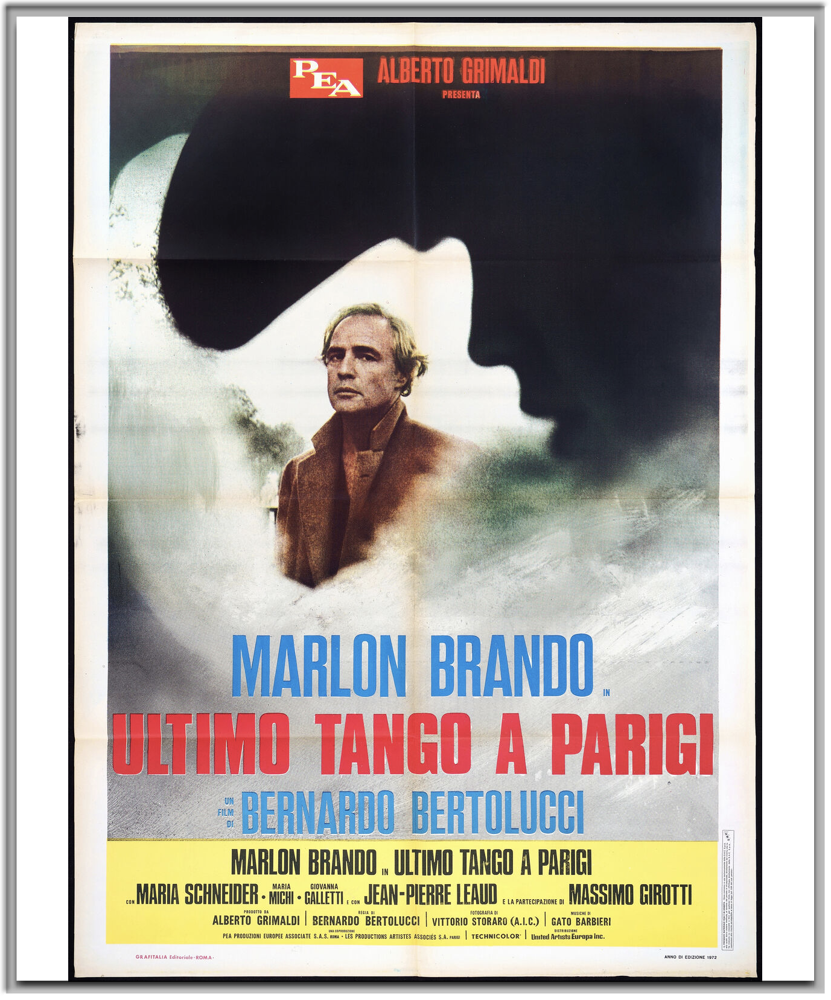 PEA
ALBERTO GRIMALDI
PRESENTA
MARLON BRANDO IN
ULTIMO TANGO A PARIGI
UN FILM DI BERNARDO BERTOLUCCI
MARLON BRANDO IN ULTIMO TANGO A PARIGI
CON MARIA SCHNEIDER · MARIA MICHI · GIOVANNA GALLETTI E CON JEAN-PIERRE LEAUD E LA PARTECIPAZIONE DI MASSIMO GIROTTI
PRODOTTO DA ALBERTO GRIMALDI | REGIA DI BERNARDO BERTOLUCCI | FOTOGRAFIA DI VITTORIO STORARO (A.I.C.) | MUSICHE DI GATO BARBIERI
UNA COPRODUZIONE PEA PRODUZIONI EUROPEE ASSOCIATE S.A.S. ROMA · LES PRODUCTIONS ARTISTES ASSOCIÉS S.A. PARIGI | TECHNICOLOR | DISTRIBUZIONE United Artists Europa Inc.
GRAFITALIA Editoriale · ROMA ·
ANNO DI EDIZIONE 1972